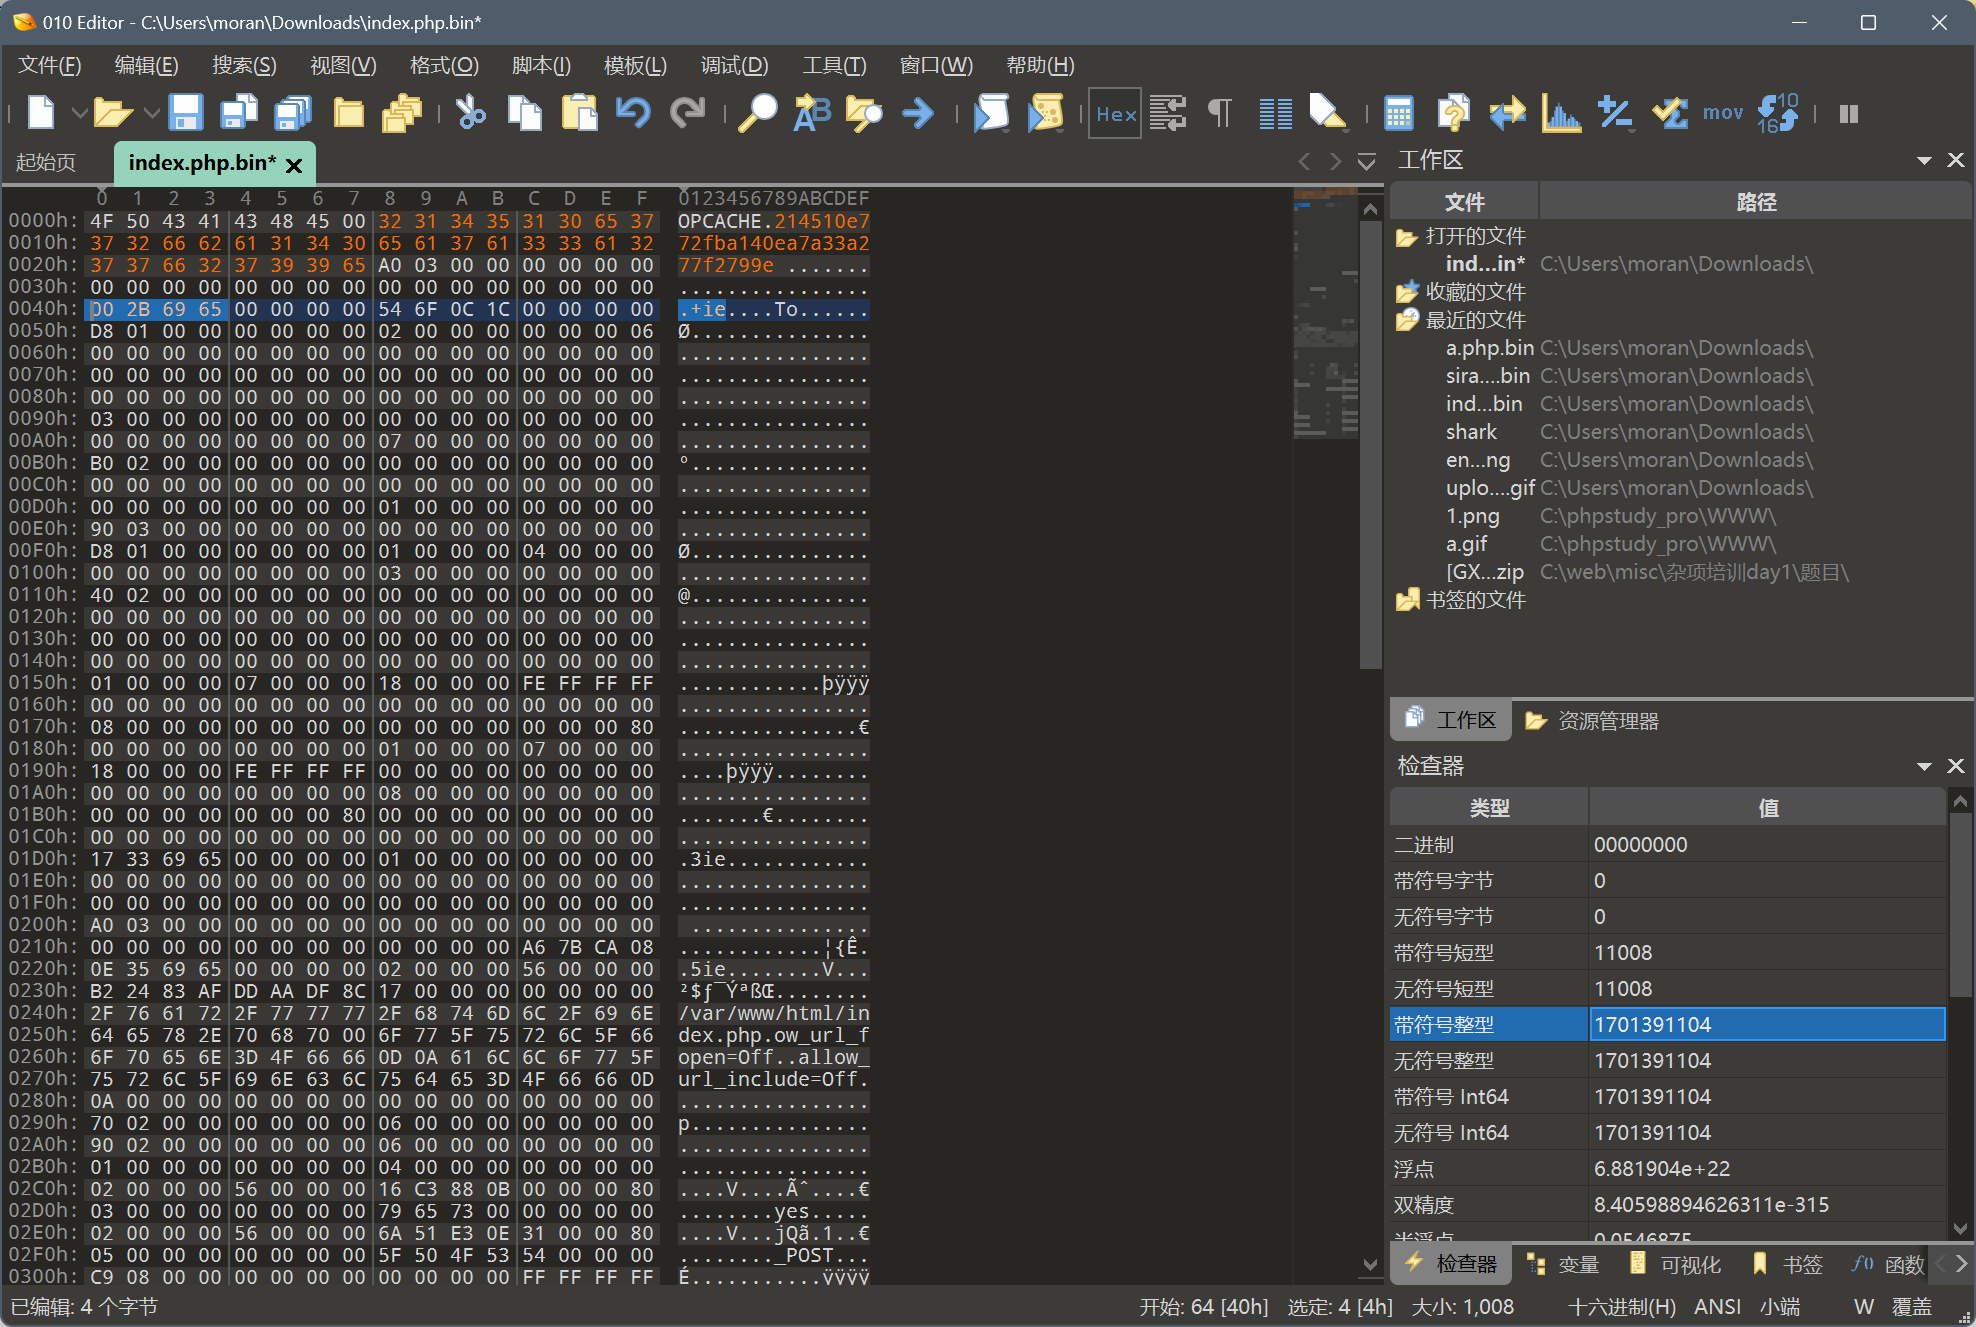 010 Editor - C:\Users\moran\Downloads\index.php.bin*
文件(F) 编辑(E) 搜索(S) 视图(V) 格式(O) 脚本(I) 模板(L) 调试(D) 工具(T) 窗口(W) 帮助(H)
Hex mov 10 16
起始页 index.php.bin*
0 1 2 3 4 5 6 7 8 9 A B C D E F 0123456789ABCDEF
0000h: 4F 50 43 41 43 48 45 00 32 31 34 35 31 30 65 37 OPCACHE.214510e7
0010h: 37 32 66 62 61 31 34 30 65 61 37 61 33 33 61 32 72fba140ea7a33a2
0020h: 37 37 66 32 37 39 39 65 A0 03 00 00 00 00 00 00 77f2799e .......
0030h: 00 00 00 00 00 00 00 00 00 00 00 00 00 00 00 00 ................
0040h: 00 2B 69 65 00 00 00 00 54 6F 0C 1C 00 00 00 00 .+ie....To......
0050h: D8 01 00 00 00 00 00 00 02 00 00 00 00 00 00 06 Ø...............
0060h: 00 00 00 00 00 00 00 00 00 00 00 00 00 00 00 00 ................
0070h: 00 00 00 00 00 00 00 00 00 00 00 00 00 00 00 00 ................
0080h: 00 00 00 00 00 00 00 00 00 00 00 00 00 00 00 00 ................
0090h: 03 00 00 00 00 00 00 00 00 00 00 00 00 00 00 00 ................
00A0h: 00 00 00 00 00 00 00 00 07 00 00 00 00 00 00 00 ................
00B0h: B0 02 00 00 00 00 00 00 00 00 00 00 00 00 00 00 °...............
00C0h: 00 00 00 00 00 00 00 00 00 00 00 00 00 00 00 00 ................
00D0h: 00 00 00 00 00 00 00 00 01 00 00 00 00 00 00 00 ................
00E0h: 90 03 00 00 00 00 00 00 00 00 00 00 00 00 00 00 ................
00F0h: D8 01 00 00 00 00 00 00 01 00 00 00 04 00 00 00 Ø...............
0100h: 00 00 00 00 00 00 00 00 03 00 00 00 00 00 00 00 ................
0110h: 40 02 00 00 00 00 00 00 00 00 00 00 00 00 00 00 @...............
0120h: 00 00 00 00 00 00 00 00 00 00 00 00 00 00 00 00 ................
0130h: 00 00 00 00 00 00 00 00 00 00 00 00 00 00 00 00 ................
0140h: 00 00 00 00 00 00 00 00 00 00 00 00 00 00 00 00 ................
0150h: 01 00 00 00 07 00 00 00 18 00 00 00 FE FF FF FF ............þÿÿÿ
0160h: 00 00 00 00 00 00 00 00 00 00 00 00 00 00 00 00 ................
0170h: 08 00 00 00 00 00 00 00 00 00 00 00 00 00 00 80 ...............€
0180h: 00 00 00 00 00 00 00 00 01 00 00 00 07 00 00 00 ................
0190h: 18 00 00 00 FE FF FF FF 00 00 00 00 00 00 00 00 ....þÿÿÿ........
01A0h: 00 00 00 00 00 00 00 00 08 00 00 00 00 00 00 00 ................
01B0h: 00 00 00 00 00 00 00 80 00 00 00 00 00 00 00 00 .......€........
01C0h: 00 00 00 00 00 00 00 00 00 00 00 00 00 00 00 00 ................
01D0h: 17 33 69 65 00 00 00 00 01 00 00 00 00 00 00 00 .3ie............
01E0h: 00 00 00 00 00 00 00 00 00 00 00 00 00 00 00 00 ................
01F0h: 00 00 00 00 00 00 00 00 00 00 00 00 00 00 00 00 ................
0200h: A0 03 00 00 00 00 00 00 00 00 00 00 00 00 00 00  ...............
0210h: 00 00 00 00 00 00 00 00 00 00 00 00 A6 7B CA 08 ............¦{Ê.
0220h: 0E 35 69 65 00 00 00 00 02 00 00 00 56 00 00 00 .5ie........V...
0230h: B2 24 83 AF DD AA DF 8C 17 00 00 00 00 00 00 00 ²$ƒ¯ÝªßŒ........
0240h: 2F 76 61 72 2F 77 77 77 2F 68 74 6D 6C 2F 69 6E /var/www/html/in
0250h: 64 65 78 2E 70 68 70 00 6F 77 5F 75 72 6C 5F 66 dex.php.ow_url_f
0260h: 6F 70 65 6E 3D 4F 66 66 0D 0A 61 6C 6C 6F 77 5F open=Off..allow_
0270h: 75 72 6C 5F 69 6E 63 6C 75 64 65 3D 4F 66 66 0D url_include=Off.
0280h: 0A 00 00 00 00 00 00 00 00 00 00 00 00 00 00 00 ................
0290h: 70 02 00 00 00 00 00 00 06 00 00 00 00 00 00 00 p...............
02A0h: 90 02 00 00 00 00 00 00 06 00 00 00 00 00 00 00 ................
02B0h: 01 00 00 00 00 00 00 00 04 00 00 00 00 00 00 00 ................
02C0h: 02 00 00 00 56 00 00 00 16 C3 88 0B 00 00 00 80 ....V....Ãˆ....€
02D0h: 03 00 00 00 00 00 00 00 79 65 73 00 00 00 00 00 ........yes.....
02E0h: 02 00 00 00 56 00 00 00 6A 51 E3 0E 31 00 00 80 ....V...jQã.1..€
02F0h: 05 00 00 00 00 00 00 00 5F 50 4F 53 54 00 00 00 ........_POST...
0300h: C9 08 00 00 00 00 00 00 00 00 00 00 FF FF FF FF É...........ÿÿÿÿ
工作区
文件 路径
打开的文件
ind...in* C:\Users\moran\Downloads\
收藏的文件
最近的文件
a.php.bin C:\Users\moran\Downloads\
sira....bin C:\Users\moran\Downloads\
ind...bin C:\Users\moran\Downloads\
shark C:\Users\moran\Downloads\
en...ng C:\Users\moran\Downloads\
uplo....gif C:\Users\moran\Downloads\
1.png C:\phpstudy_pro\WWW\
a.gif C:\phpstudy_pro\WWW\
[GX...zip C:\web\misc\杂项培训day1\题目\
书签的文件
工作区 资源管理器
检查器
类型 值
二进制 00000000
带符号字节 0
无符号字节 0
带符号短型 11008
无符号短型 11008
带符号整型 1701391104
无符号整型 1701391104
带符号 Int64 1701391104
无符号 Int64 1701391104
浮点 6.881904e+22
双精度 8.40598894626311e-315
半浮点 0.0546875
检查器 变量 可视化 书签 f() 函数
已编辑: 4 个字节 开始: 64 [40h] 选定: 4 [4h] 大小: 1,008 十六进制(H) ANSI 小端 W 覆盖